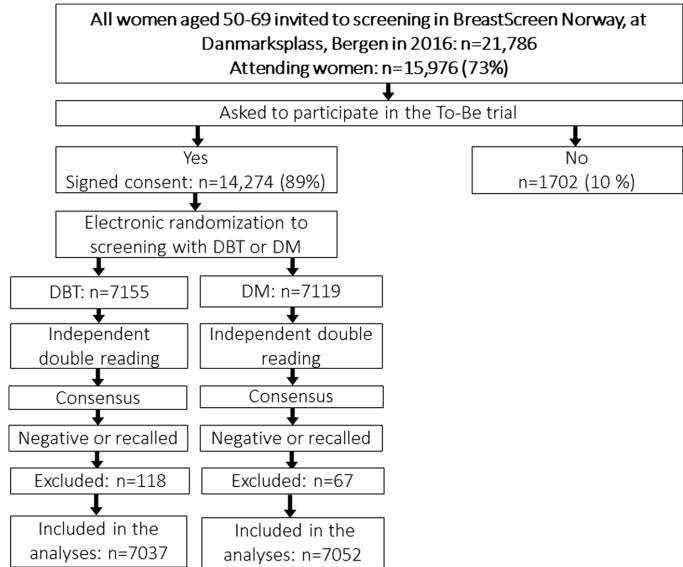 All women aged 50-69 invited to screening in BreastScreen Norway, at
Danmarksplass, Bergen in 2016: n=21,786
Attending women: n=15,976 (73%)
Asked to participate in the To-Be trial
Yes
Signed consent: n=14,274 (89%)
No
n=1702 (10 %)
Electronic randomization to
screening with DBT or DM
DBT: n=7155
DM: n=7119
Independent
double reading
Independent double
reading
Consensus
Consensus
Negative or recalled
Negative or recalled
Excluded: n=118
Excluded: n=67
Included in the
analyses: n=7037
Included in the
analyses: n=7052